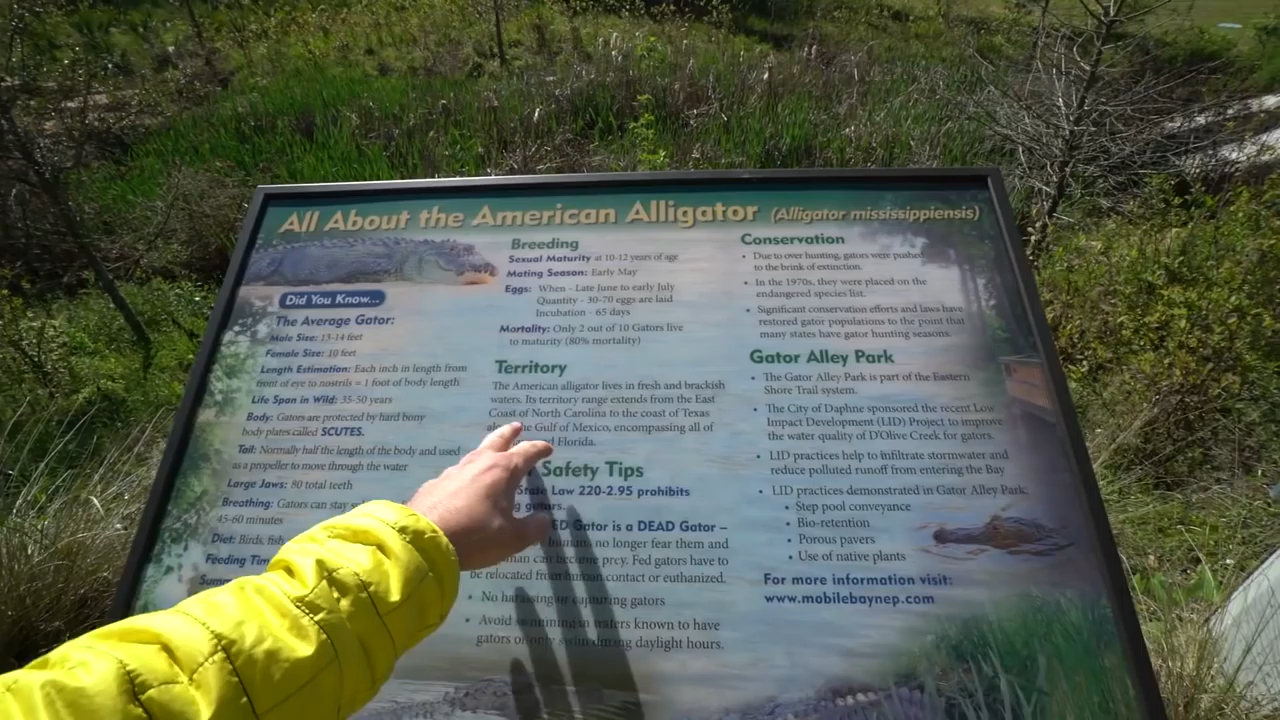 All About the American Alligator (Alligator mississippiensis)
Did You Know...
The Average Gator:
Male Size: 13-14 feet
Female Size: 10 feet
Length Estimation: Each inch in length from
front of eye to nostrils = 1 foot of body length
Life Span in Wild: 35-50 years
Body: Gators are protected by hard bony
body plates called SCUTES.
Tail: Normally half the length of the body and used
as a propeller to move through the water
Large Jaws: 80 total teeth
Breathing: Gators can stay
45-60 minutes
Diet: Birds, fish
Feeding
Breeding
Sexual Maturity at 10-12 years of age
Mating Season: Early May
Eggs: When - Late June to early July
Quantity - 30-70 eggs are laid
Incubation - 65 days
Mortality: Only 2 out of 10 Gators live
to maturity (80% mortality)
Territory
The American alligator lives in fresh and brackish
waters. Its territory range extends from the East
Coast of North Carolina to the coast of Texas
the Gulf of Mexico, encompassing all of
Florida.
Safety Tips
State Law 220-2.95 prohibits
gators.
Gator is a DEAD Gator –
humans no longer fear them and
can become prey. Fed gators have to
be relocated from human contact or euthanized.
• No harassing or capturing gators
• Avoid swimming in waters known to have
gators or only swim during daylight hours.
Conservation
• Due to over hunting, gators were pushed
to the brink of extinction.
• In the 1970s, they were placed on the
endangered species list.
• Significant conservation efforts and laws have
restored gator populations to the point that
many states have gator hunting seasons.
Gator Alley Park
• The Gator Alley Park is part of the Eastern
Shore Trail system.
• The City of Daphne sponsored the recent Low
Impact Development (LID) Project to improve
the water quality of D'Olive Creek for gators.
• LID practices help to infiltrate stormwater and
reduce polluted runoff from entering the Bay
• LID practices demonstrated in Gator Alley Park:
• Step pool conveyance
• Bio-retention
• Porous pavers
• Use of native plants
For more information visit:
www.mobilebaynep.com